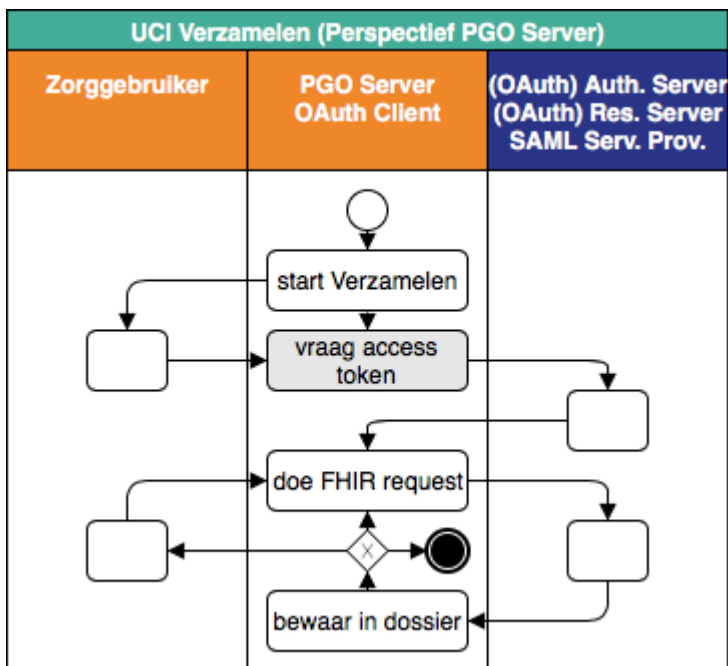 UCI Verzamelen (Perspectief PGO Server)
Zorggebruiker
PGO Server
OAuth Client
(OAuth) Auth. Server
(OAuth) Res. Server
SAML Serv. Prov.
start Verzamelen
vraag access
token
doe FHIR request
X
bewaar in dossier